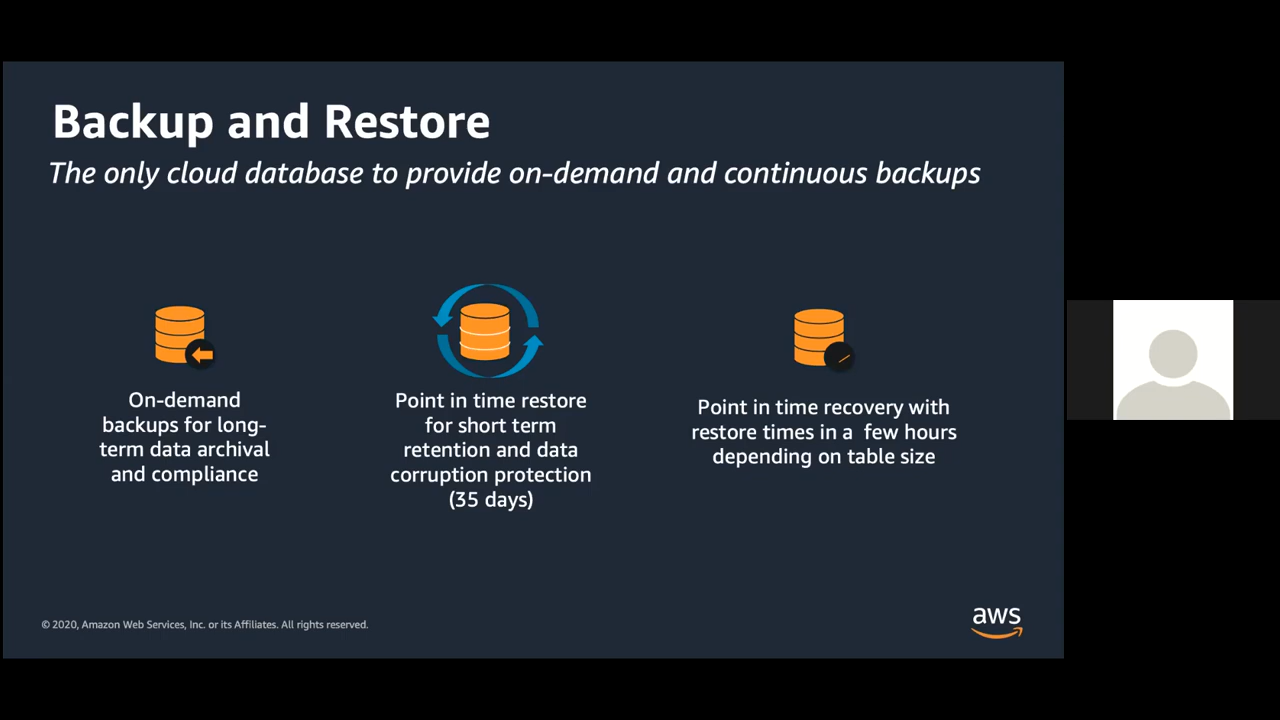 Backup and Restore
The only cloud database to provide on-demand and continuous backups
On-demand
backups for long-
term data archival
and compliance
Point in time restore
for short term
retention and data
corruption protection
(35 days)
Point in time recovery with
restore times in a few hours
depending on table size
© 2020, Amazon Web Services, Inc. or its Affiliates. All rights reserved.
aws